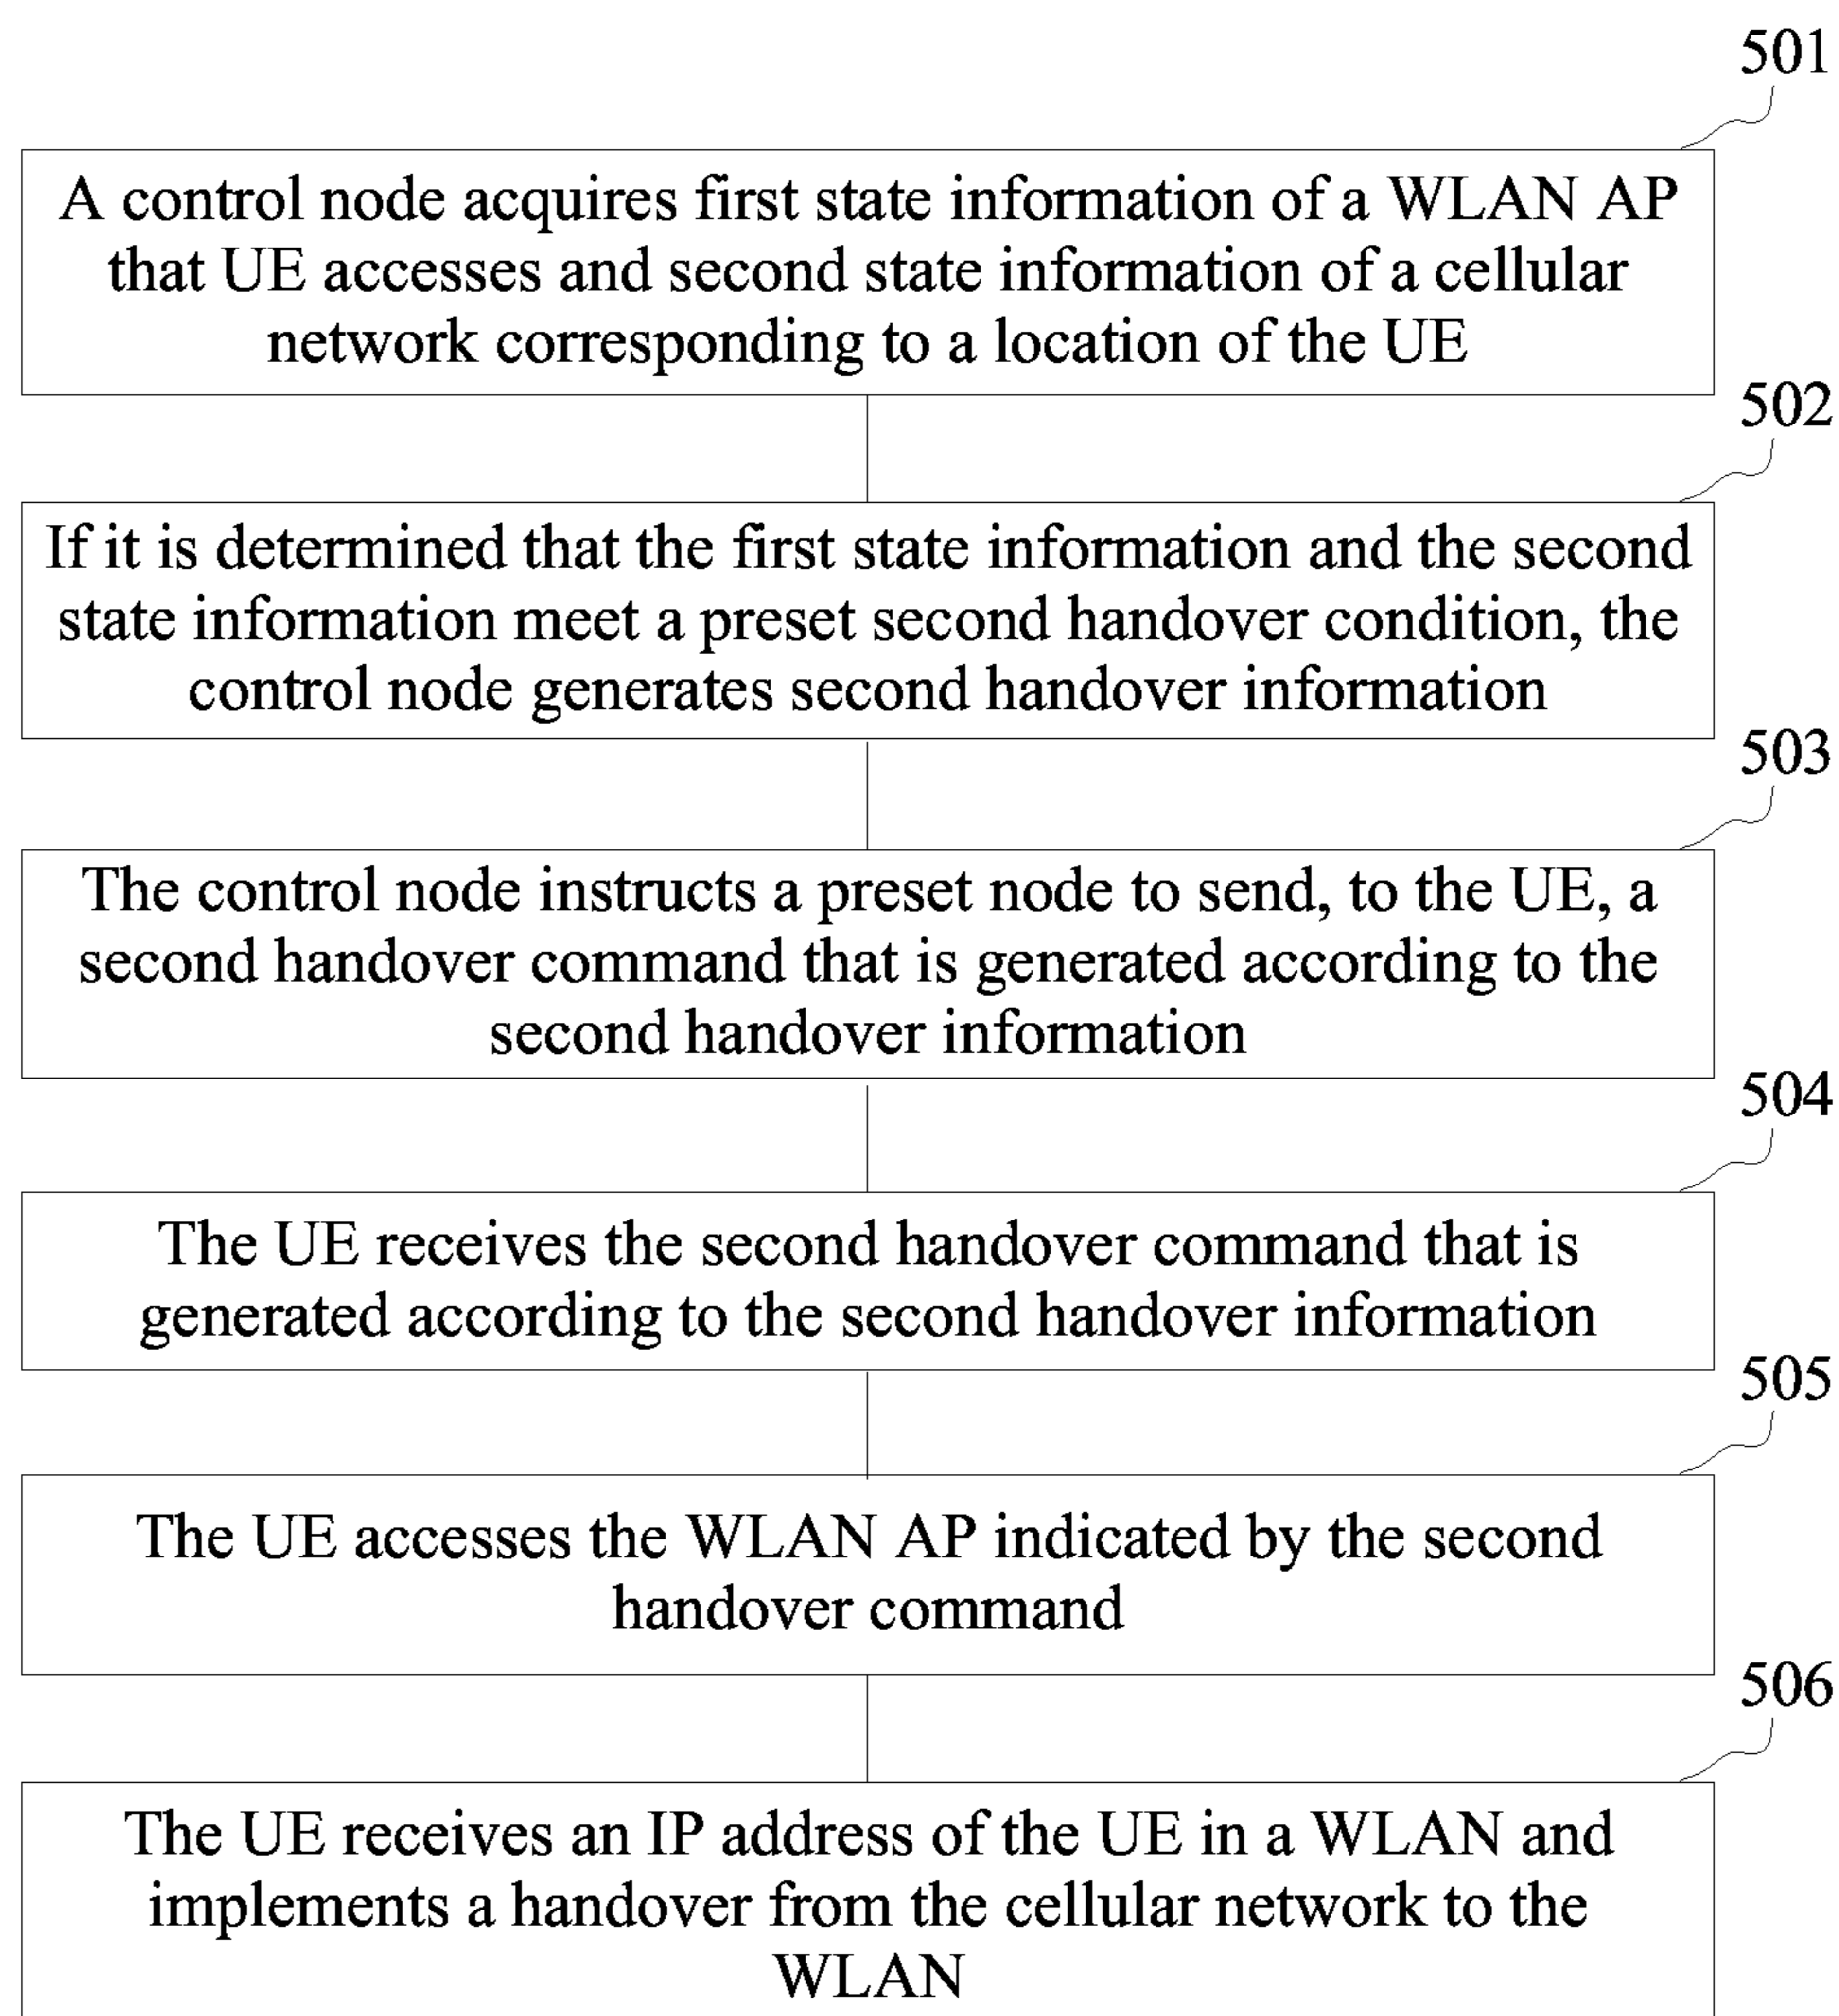 501
A control node acquires first state information of a WLAN AP
that UE accesses and second state information of a cellular
network corresponding to a location of the UE
502
If it is determined that the first state information and the second
state information meet a preset second handover condition, the
control node generates second handover information
503
The control node instructs a preset node to send, to the UE, a
second handover command that is generated according to the
second handover information
504
The UE receives the second handover command that is
generated according to the second handover information
505
The UE accesses the WLAN AP indicated by the second
handover command
506
The UE receives an IP address of the UE in a WLAN and
implements a handover from the cellular network to the
WLAN